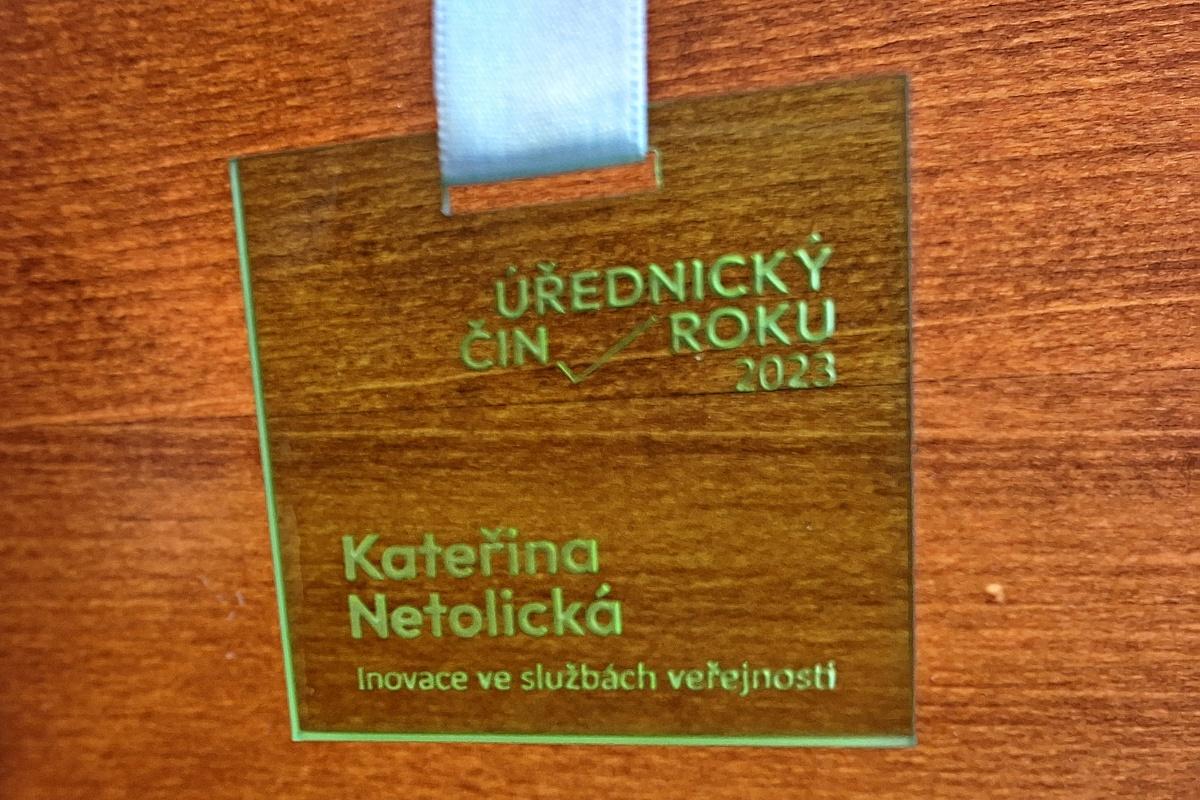 ÚŘEDNICKÝ
ČIN ROKU
2023
Kateřina
Netolická
Inovace ve službách veřejnosti